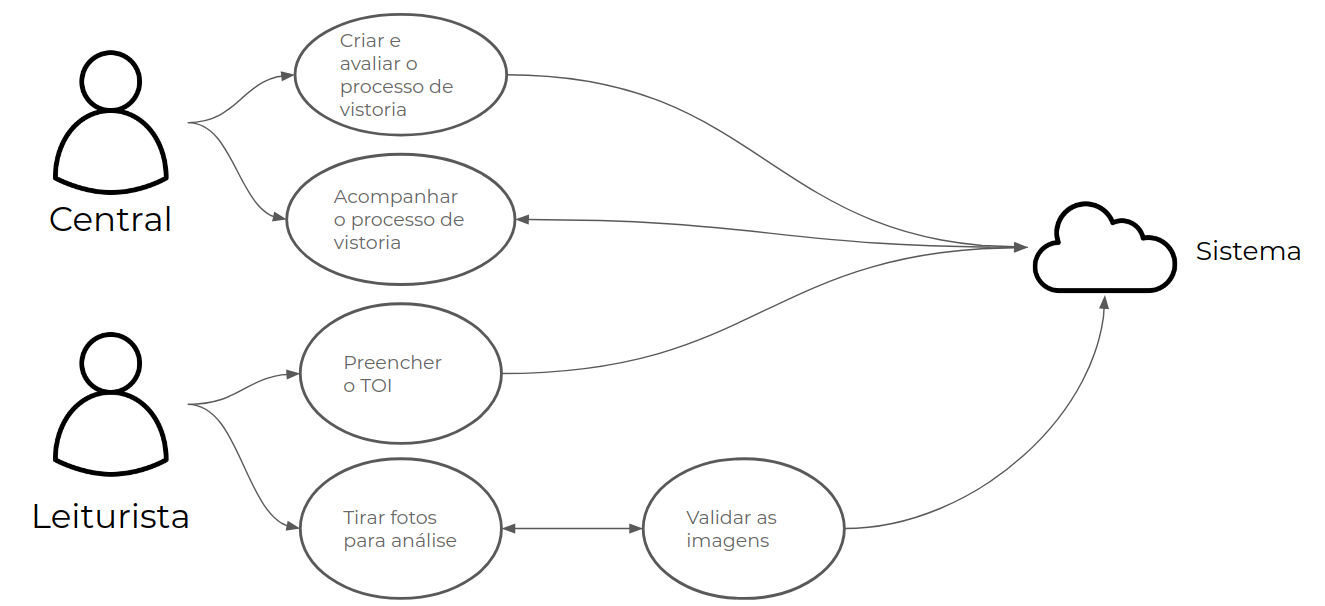 Criar e
avaliar o
processo de
vistoria
Central
Acompanhar
o processo de
vistoria
Sistema
Preencher
o TOI
Leiturista
Tirar fotos
para análise
Validar as
imagens